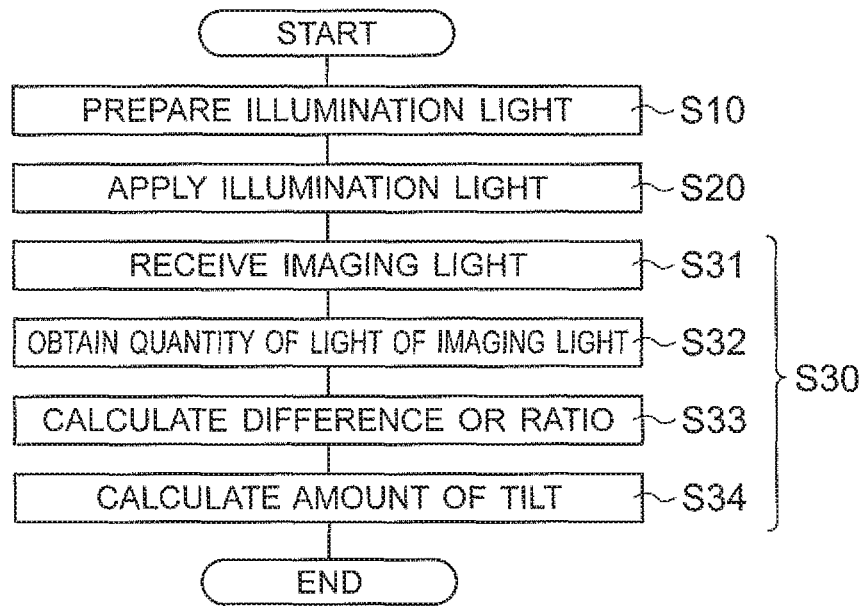 START
PREPARE ILLUMINATION LIGHT S10
APPLY ILLUMINATION LIGHT S20
RECEIVE IMAGING LIGHT S31
OBTAIN QUANTITY OF LIGHT OF IMAGING LIGHT S32
S30
CALCULATE DIFFERENCE OR RATIO S33
CALCULATE AMOUNT OF TILT S34
END